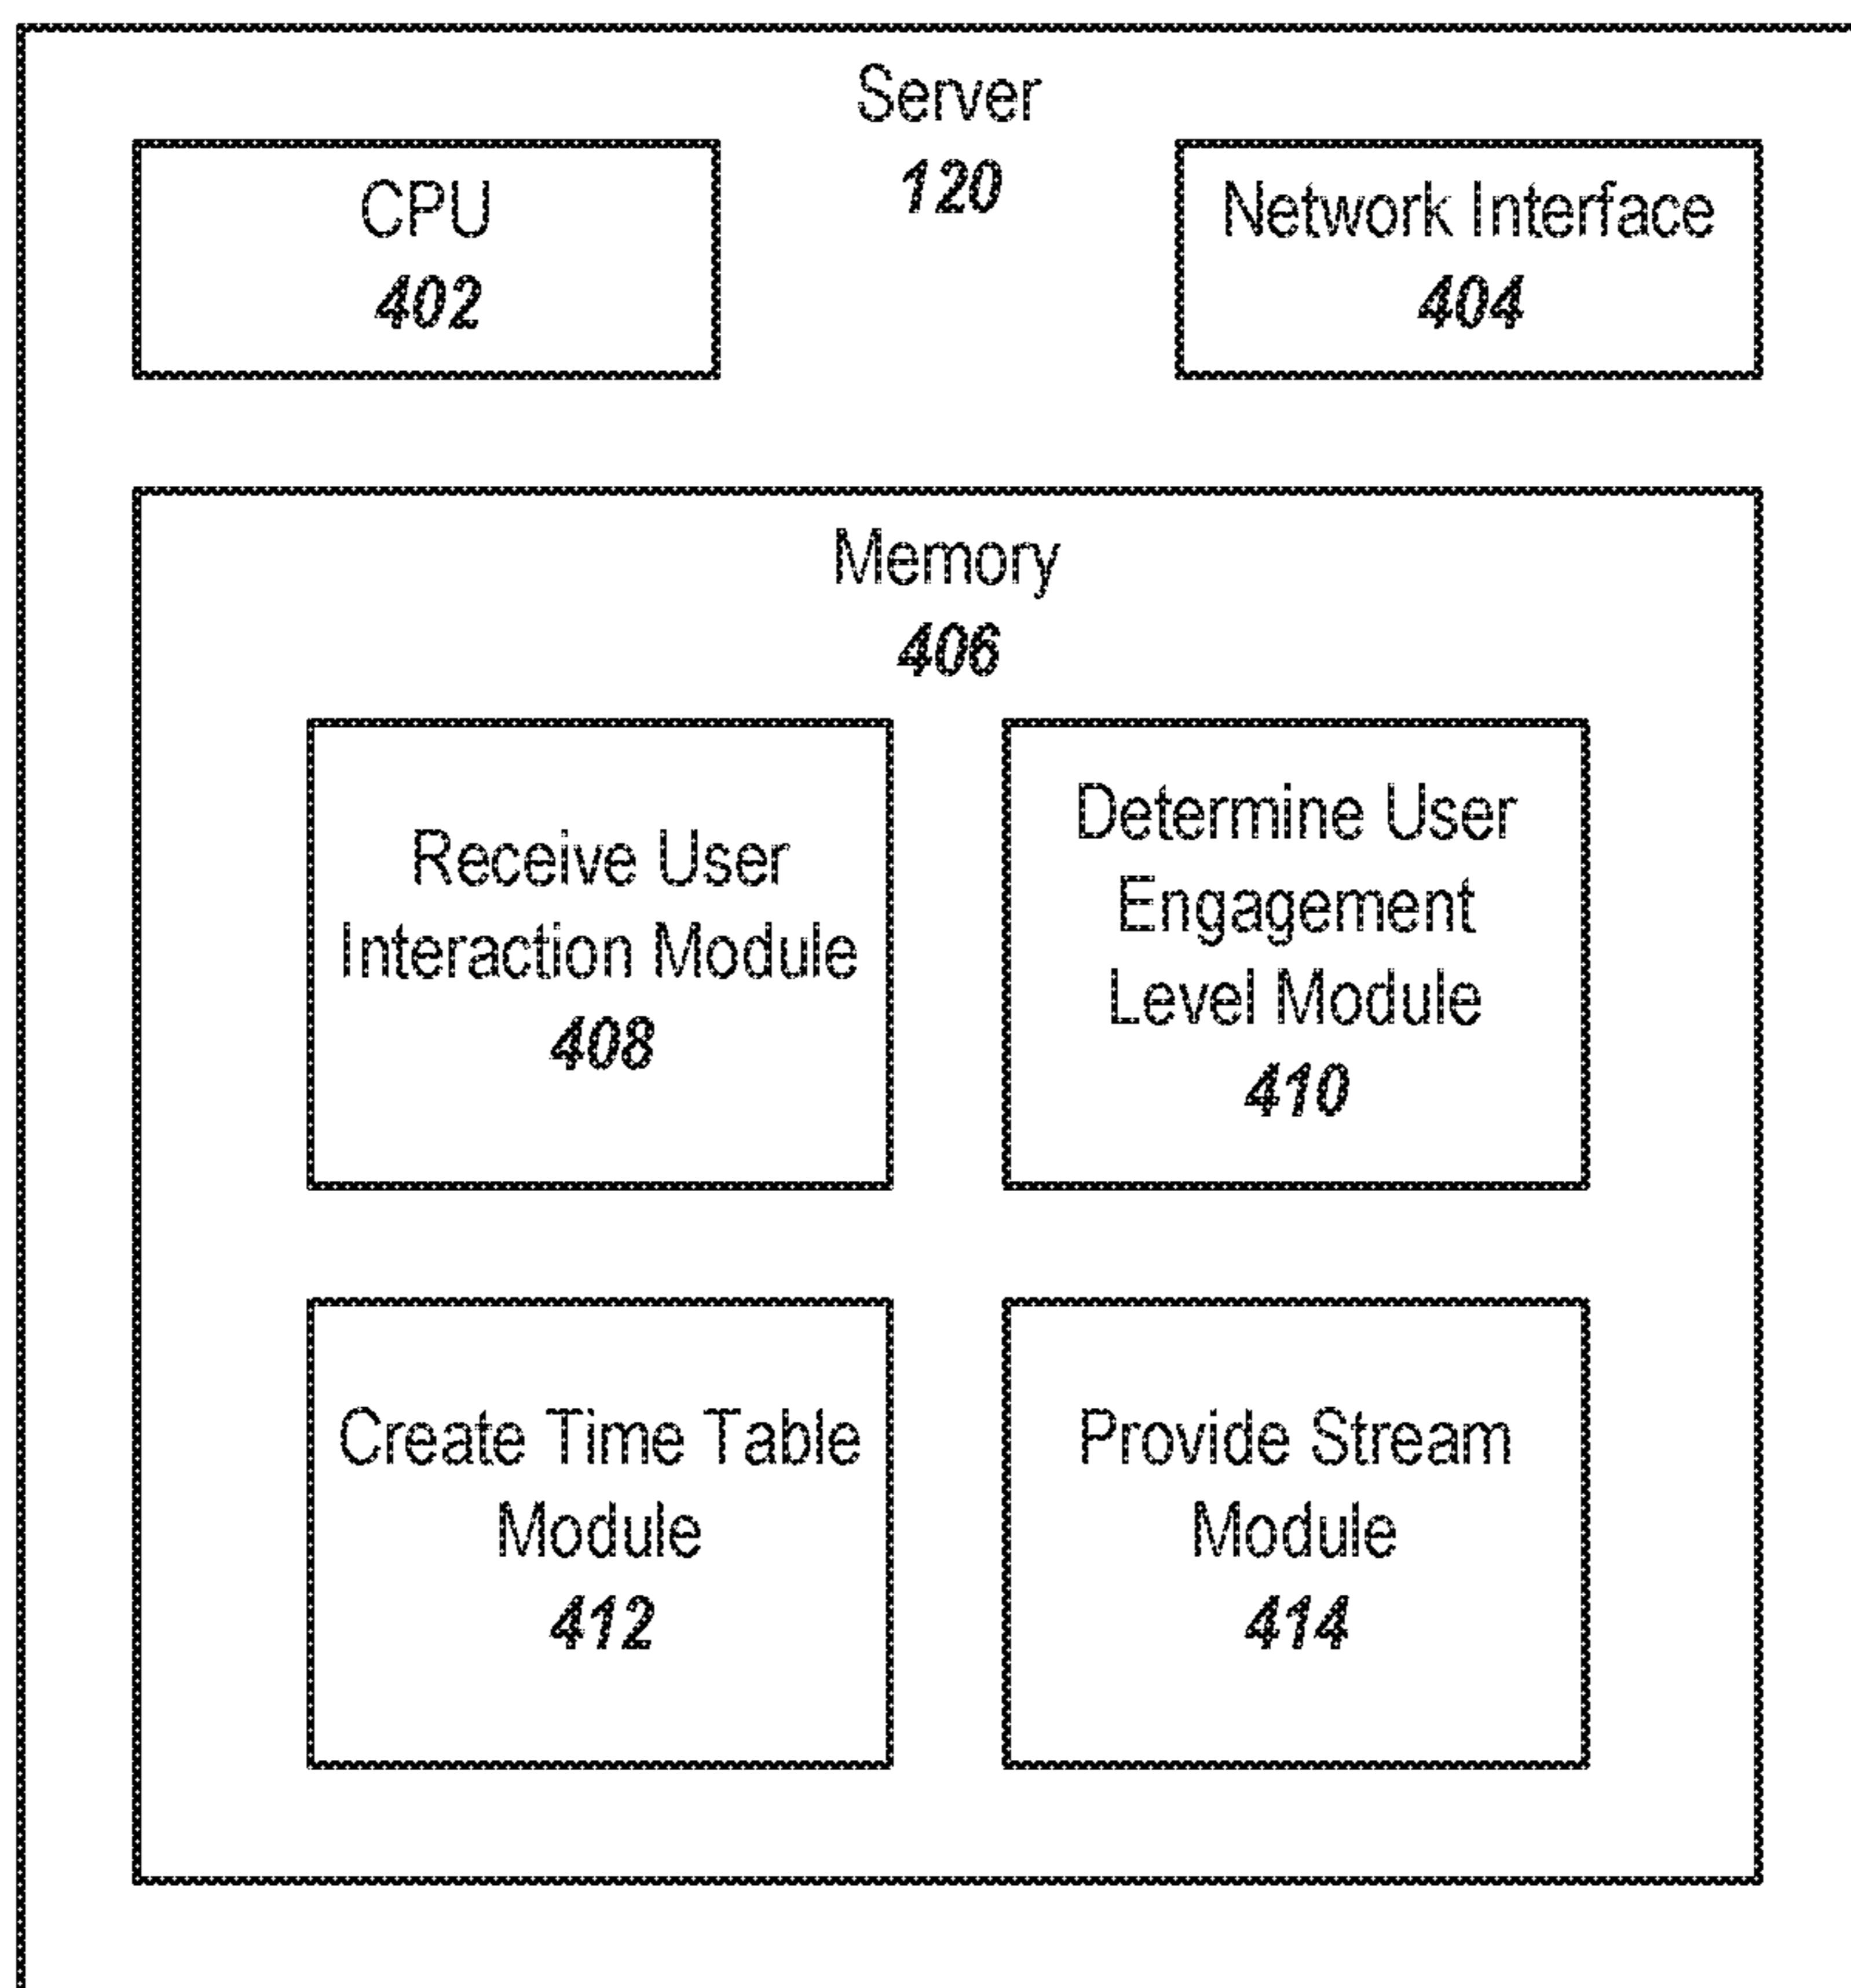 Server
120
CPU
402
Network Interface
404
Memory
406
Receive User
Interaction Module
408
Determine User
Engagement
Level Module
410
Create Time Table
Module
412
Provide Stream
Module
414